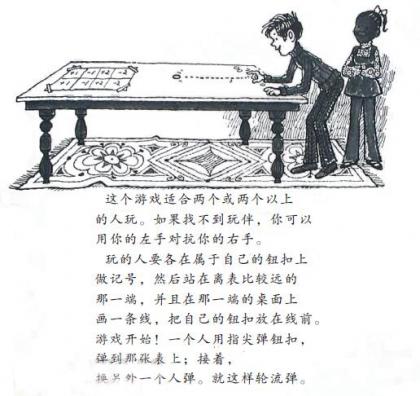 这个游戏适合两个或两个以上
的人玩。如果找不到玩伴，你可以
用你的左手对抗你的右手。
玩的人要各在属于自己的钮扣上
做记号，然后站在离表比较远的
那一端，并且在那一端的桌面上
画一条线，把自己的钮扣放在线前。
游戏开始！一个人用指尖弹钮扣，
弹到那张表上；接着，
换另外一个人弹。就这样轮流弹。